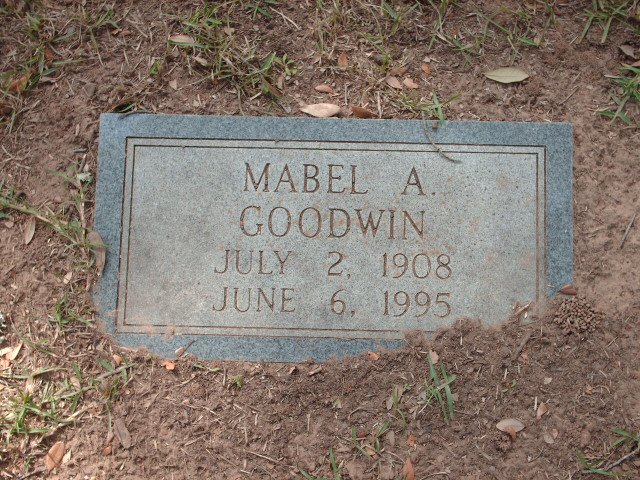 MABEL A.
GOODWIN
JULY 2, 1908
JUNE 6, 1995